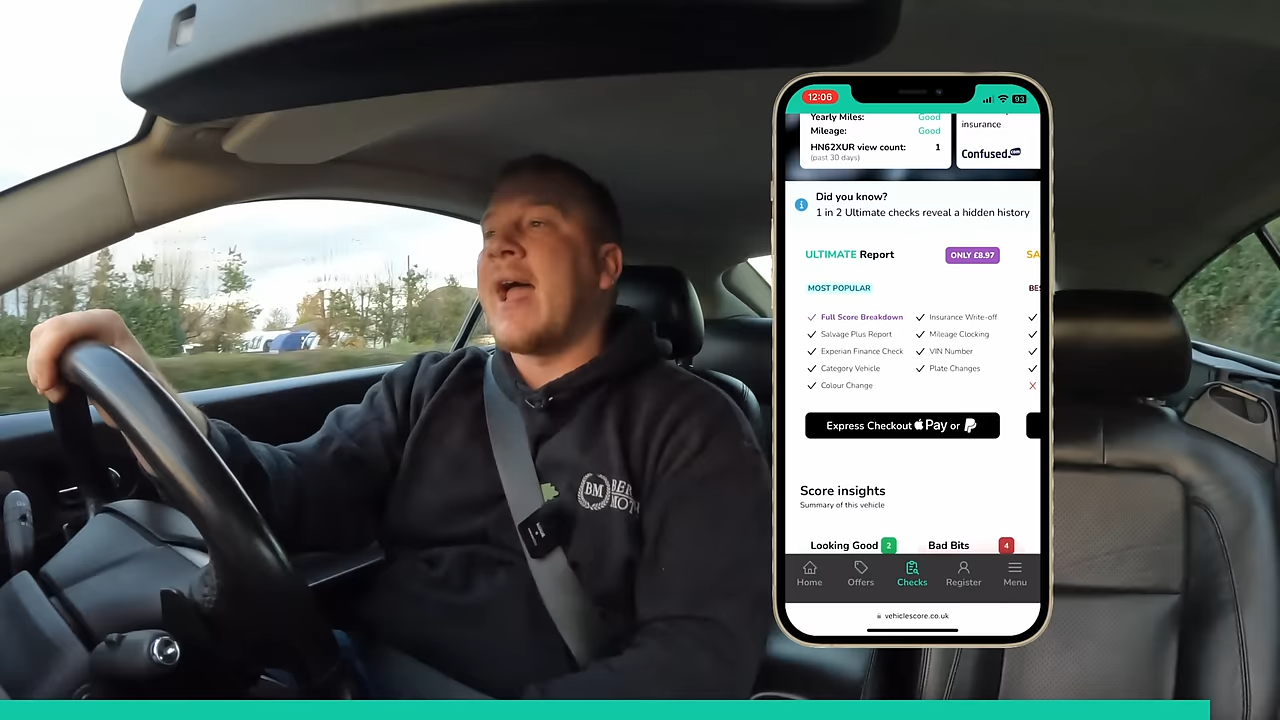 12:06
93
Yearly Miles: Good
Mileage: Good
HN62XUR view count: 1
(past 30 days)
insurance
Confused.com
Did you know?
1 in 2 Ultimate checks reveal a hidden history
ULTIMATE Report
ONLY £8.97
SA
MOST POPULAR
BES
Full Score Breakdown
Insurance Write-off
Salvage Plus Report
Mileage Clocking
Experian Finance Check
VIN Number
Category Vehicle
Plate Changes
Colour Change
Express Checkout Pay or
Score insights
Summary of this vehicle
Looking Good 2
Bad Bits 4
Home
Offers
Checks
Register
Menu
vehiclescore.co.uk
BM